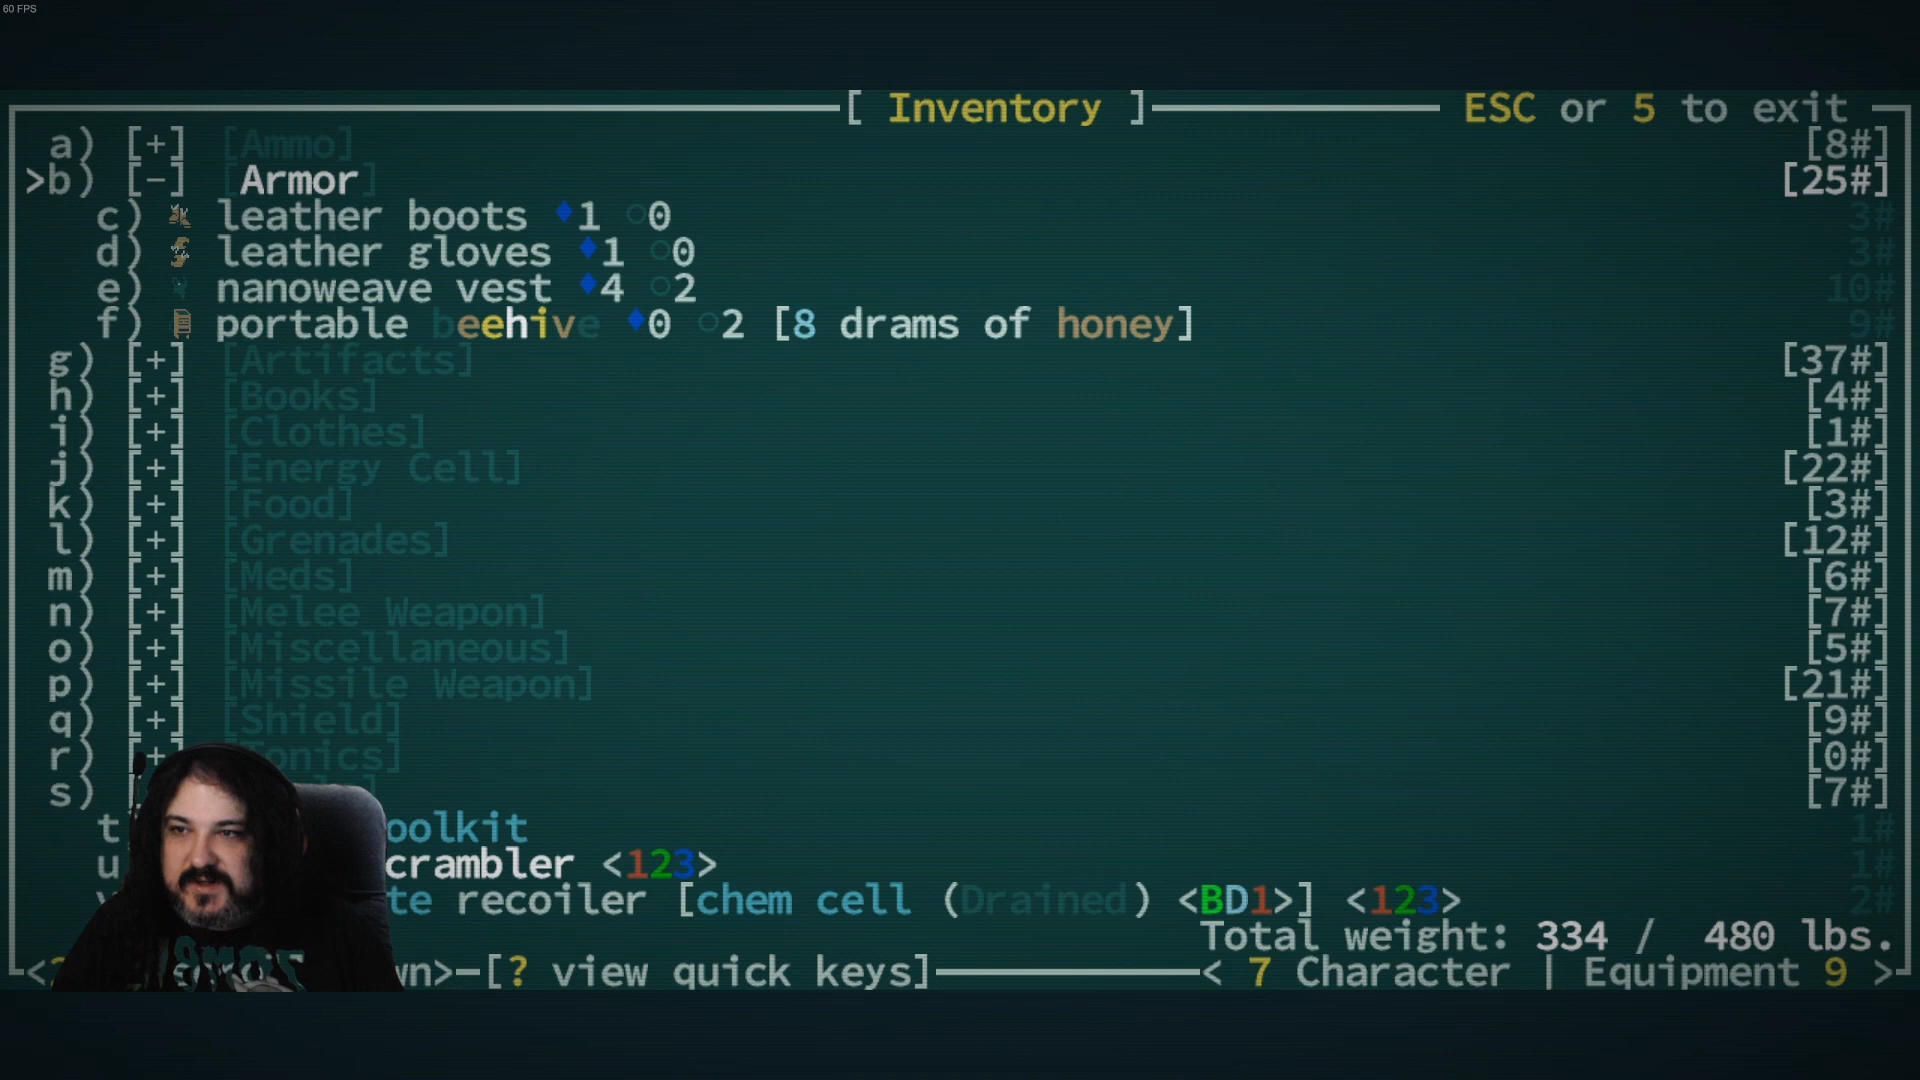 60 FPS
[ Inventory ] ESC or 5 to exit
a) [+] [Ammo] [8#]
>b) [-] [Armor] [25#]
c) leather boots ♦1 ○0 3#
d) leather gloves ♦1 ○0 3#
e) nanoweave vest ♦4 ○2 10#
f) portable beehive ♦0 ○2 [8 drams of honey] 9#
g) [+] [Artifacts] [37#]
h) [+] [Books] [4#]
i) [+] [Clothes] [1#]
j) [+] [Energy Cell] [22#]
k) [+] [Food] [3#]
l) [+] [Grenades] [12#]
m) [+] [Meds] [6#]
n) [+] [Melee Weapon] [7#]
o) [+] [Miscellaneous] [5#]
p) [+] [Missile Weapon] [21#]
q) [+] [Shield] [9#]
r) [+] [Tonics] [0#]
s) [7#]
t oolkit 1#
u crambler <123> 1#
te recoiler [chem cell (Drained) <BD1>] <123> 2#
Total weight: 334 / 480 lbs.
< wn> [? view quick keys] < 7 Character | Equipment 9 >